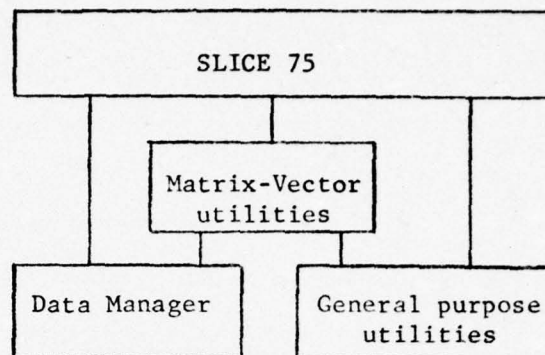 SLICE 75
Matrix-Vector
utilities
Data Manager
General purpose
utilities